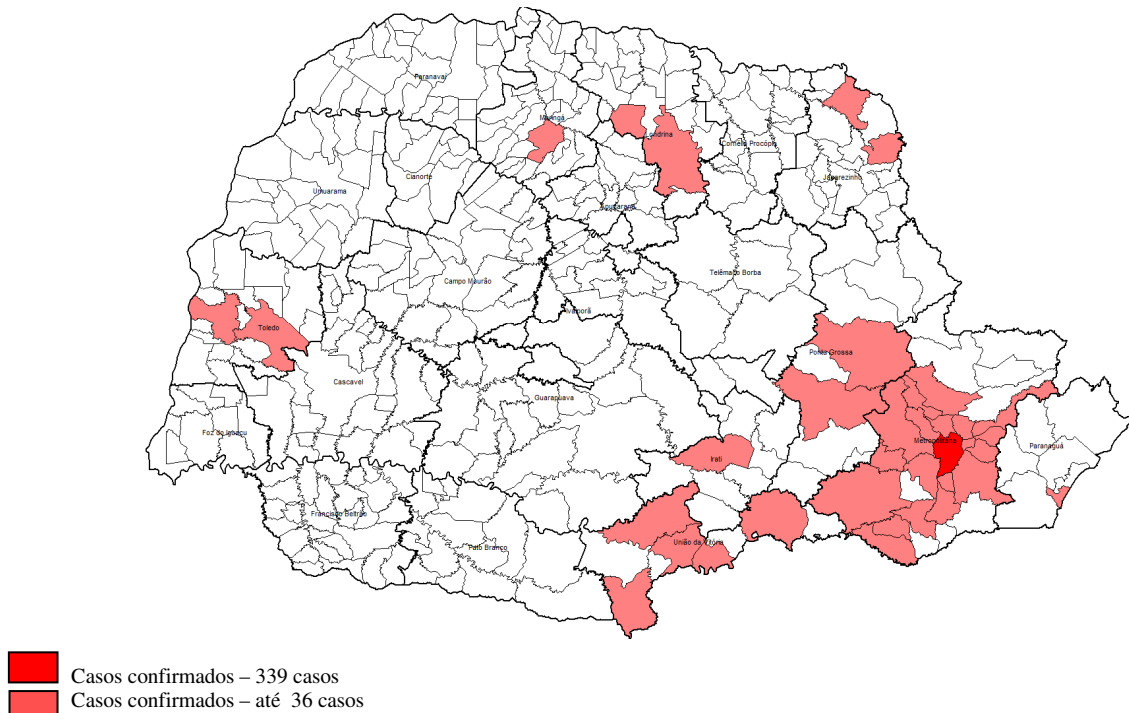 Paranavaí
Maringá
Londrina
Cornélio Procópio
Jacarezinho
Cianorte
Umuarama
Apucarana
Telêmaco Borba
Campo Mourão
Ivaiporã
Toledo
Ponta Grossa
Cascavel
Guarapuava
Foz do Iguaçu
Metropolitana
Paranaguá
Irati
Francisco Beltrão
União da Vitória
Pato Branco
Casos confirmados – 339 casos
Casos confirmados – até 36 casos